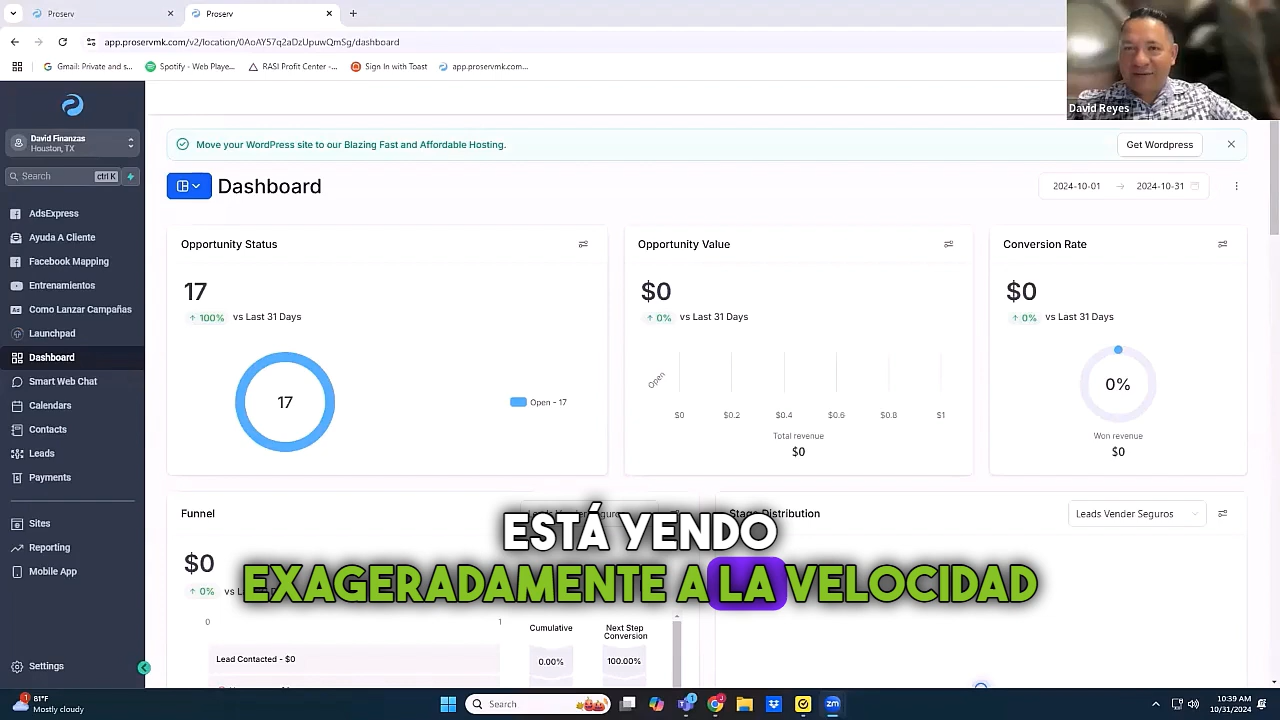 Proserv
Proserv
app.proservmk.com/v2/location/0AoAY57q2aDzUpuwQmSg/dashboard
Gmail: Private and s...
Spotify - Web Playe...
RASI Profit Center -...
Sign In with Toast
app.proservmk.com...
David Reyes
David Finanzas
Houston, TX
Search
ctrl K
AdsExpress
Ayuda A Cliente
Facebook Mapping
Entrenamientos
Como Lanzar Campañas
Launchpad
Dashboard
Smart Web Chat
Calendars
Contacts
Leads
Payments
Sites
Reporting
Mobile App
Settings
Move your WordPress site to our Blazing Fast and Affordable Hosting.
Get Wordpress
Dashboard
2024-10-01 → 2024-10-31
Opportunity Status
17
↑ 100% vs Last 31 Days
17
Open - 17
Opportunity Value
$0
↑ 0% vs Last 31 Days
Open
$0 $0.2 $0.4 $0.6 $0.8 $1
Total revenue
$0
Conversion Rate
$0
↑ 0% vs Last 31 Days
0%
Won revenue
$0
Funnel
$0
↑ 0%
0 1
Cumulative
Next Step
Conversion
Lead Contacted - $0
0.00%
100.00%
Distribution
Leads Vender Seguros
ESTÁ YENDO
EXAGERADAMENTE A LA VELOCIDAD
81°F
Mostly cloudy
Search
10:39 AM
10/31/2024